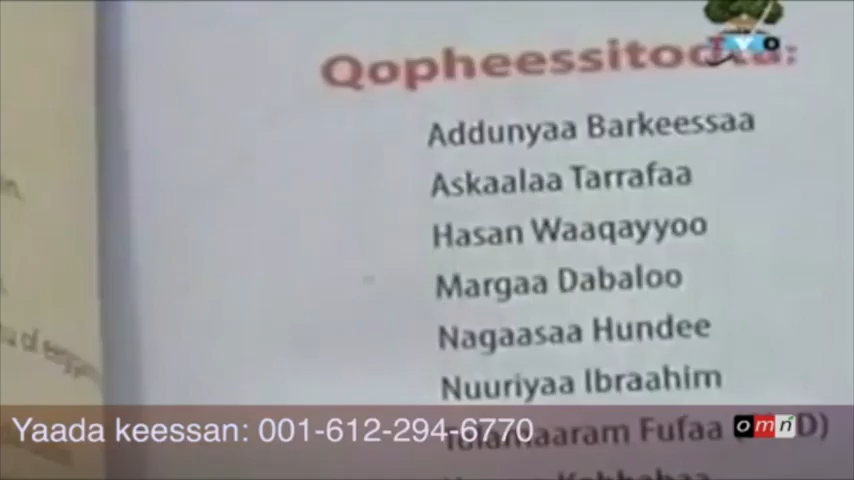 Qopheessitoota:
Addunyaa Barkeessaa
Askaalaa Tarrafaa
Hasan Waaqayyoo
Margaa Dabaloo
Nagaasaa Hundee
Nuuriyaa Ibraahim
Fufaa
Yaada keessan: 001-612-294-6770
omn